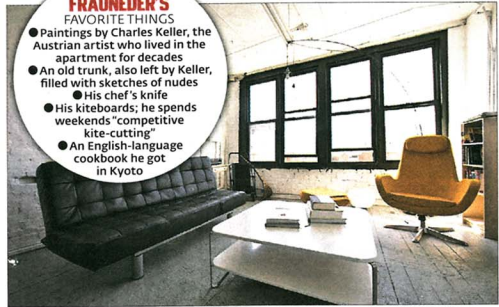 FRAUNEDER'S
FAVORITE THINGS
●Paintings by Charles Keller, the
Austrian artist who lived in the
apartment for decades
●An old trunk, also left by Keller,
filled with sketches of nudes
●His chef's knife
●His kiteboards; he spends
weekends "competitive
kite-cutting"
●An English-language
cookbook he got
in Kyoto